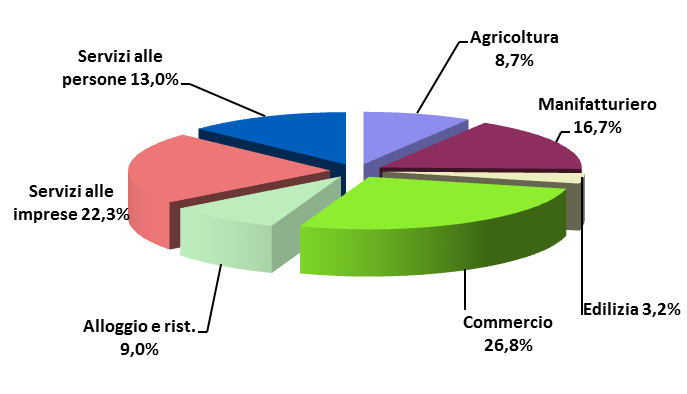 Servizi alle
persone 13,0%
Agricoltura
8,7%
Manifatturiero
16,7%
Servizi alle
imprese 22,3%
Edilizia 3,2%
Alloggio e rist.
9,0%
Commercio
26,8%